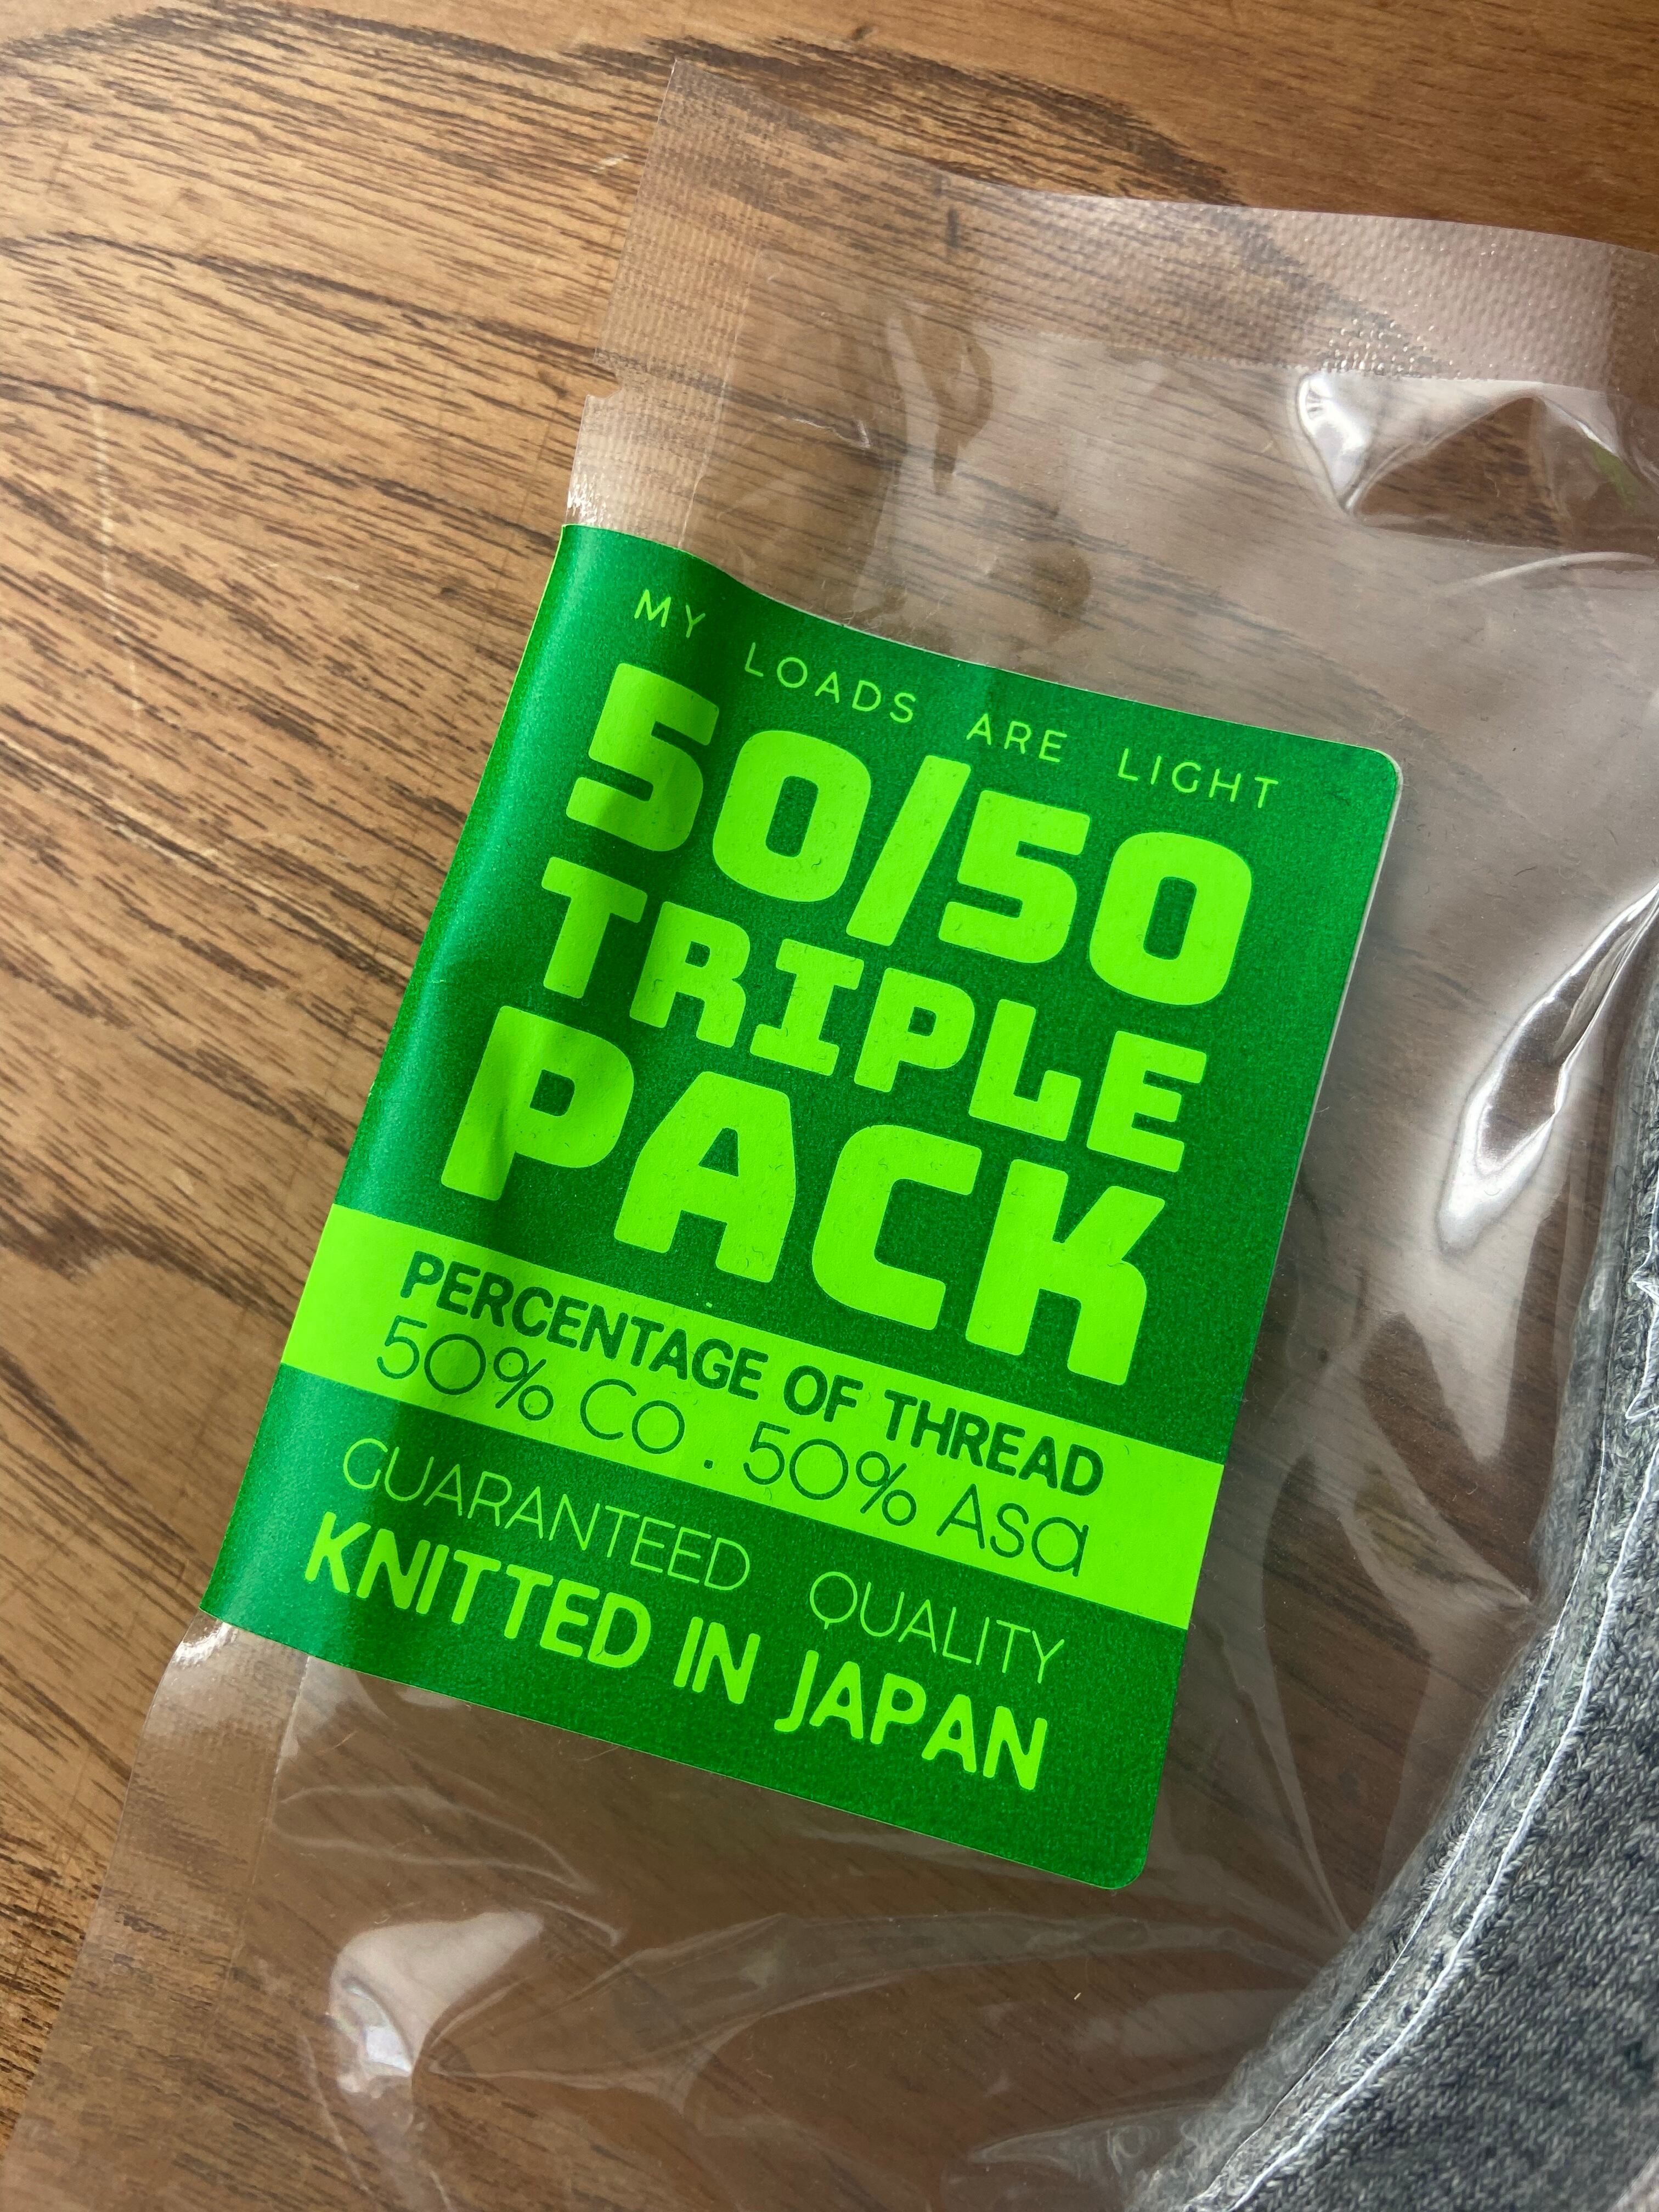 MY LOADS ARE LIGHT
50/50
TRIPLE
PACK
PERCENTAGE OF THREAD
50% CO . 50% Asa
GUARANTEED QUALITY
KNITTED IN JAPAN